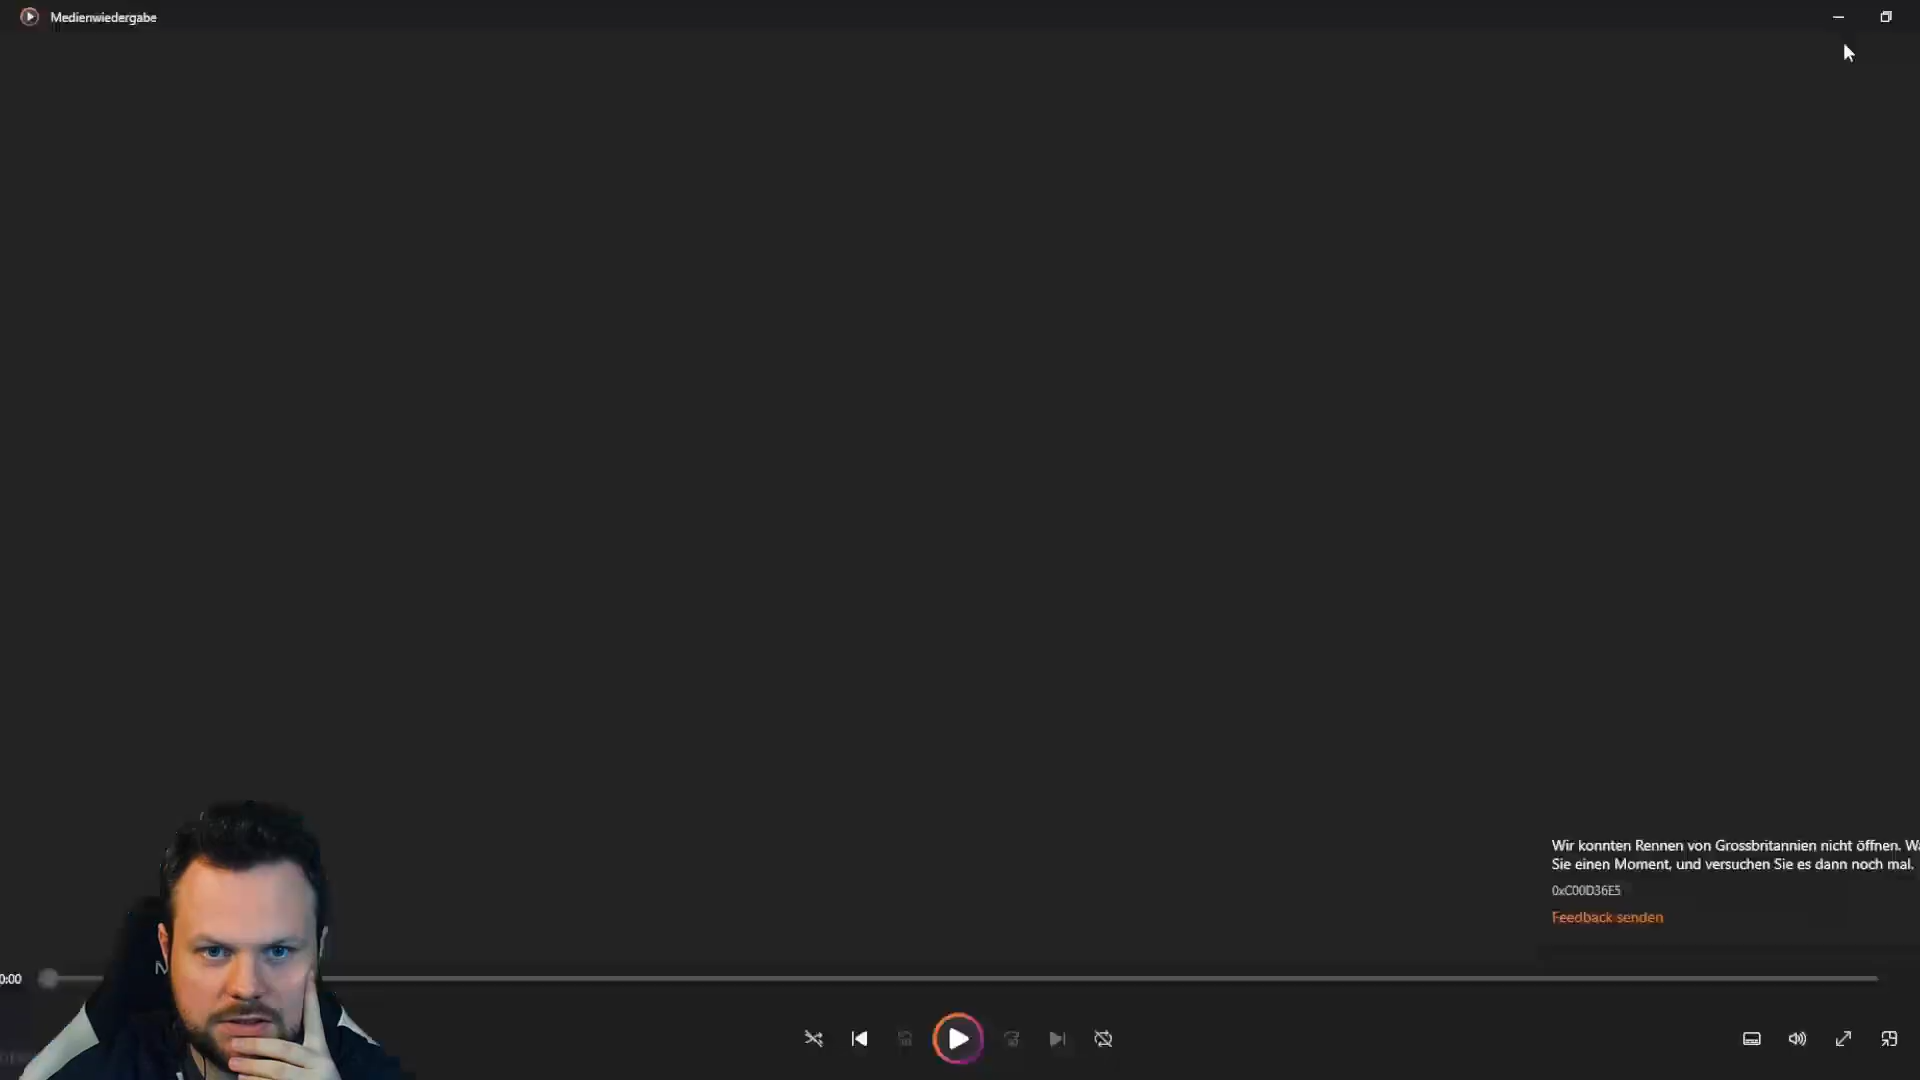 Medienwiedergabe
Wir konnten Rennen von Grossbritannien nicht öffnen.
Sie einen Moment, und versuchen Sie es dann noch mal.
0xC00D36E5
Feedback senden
0:00